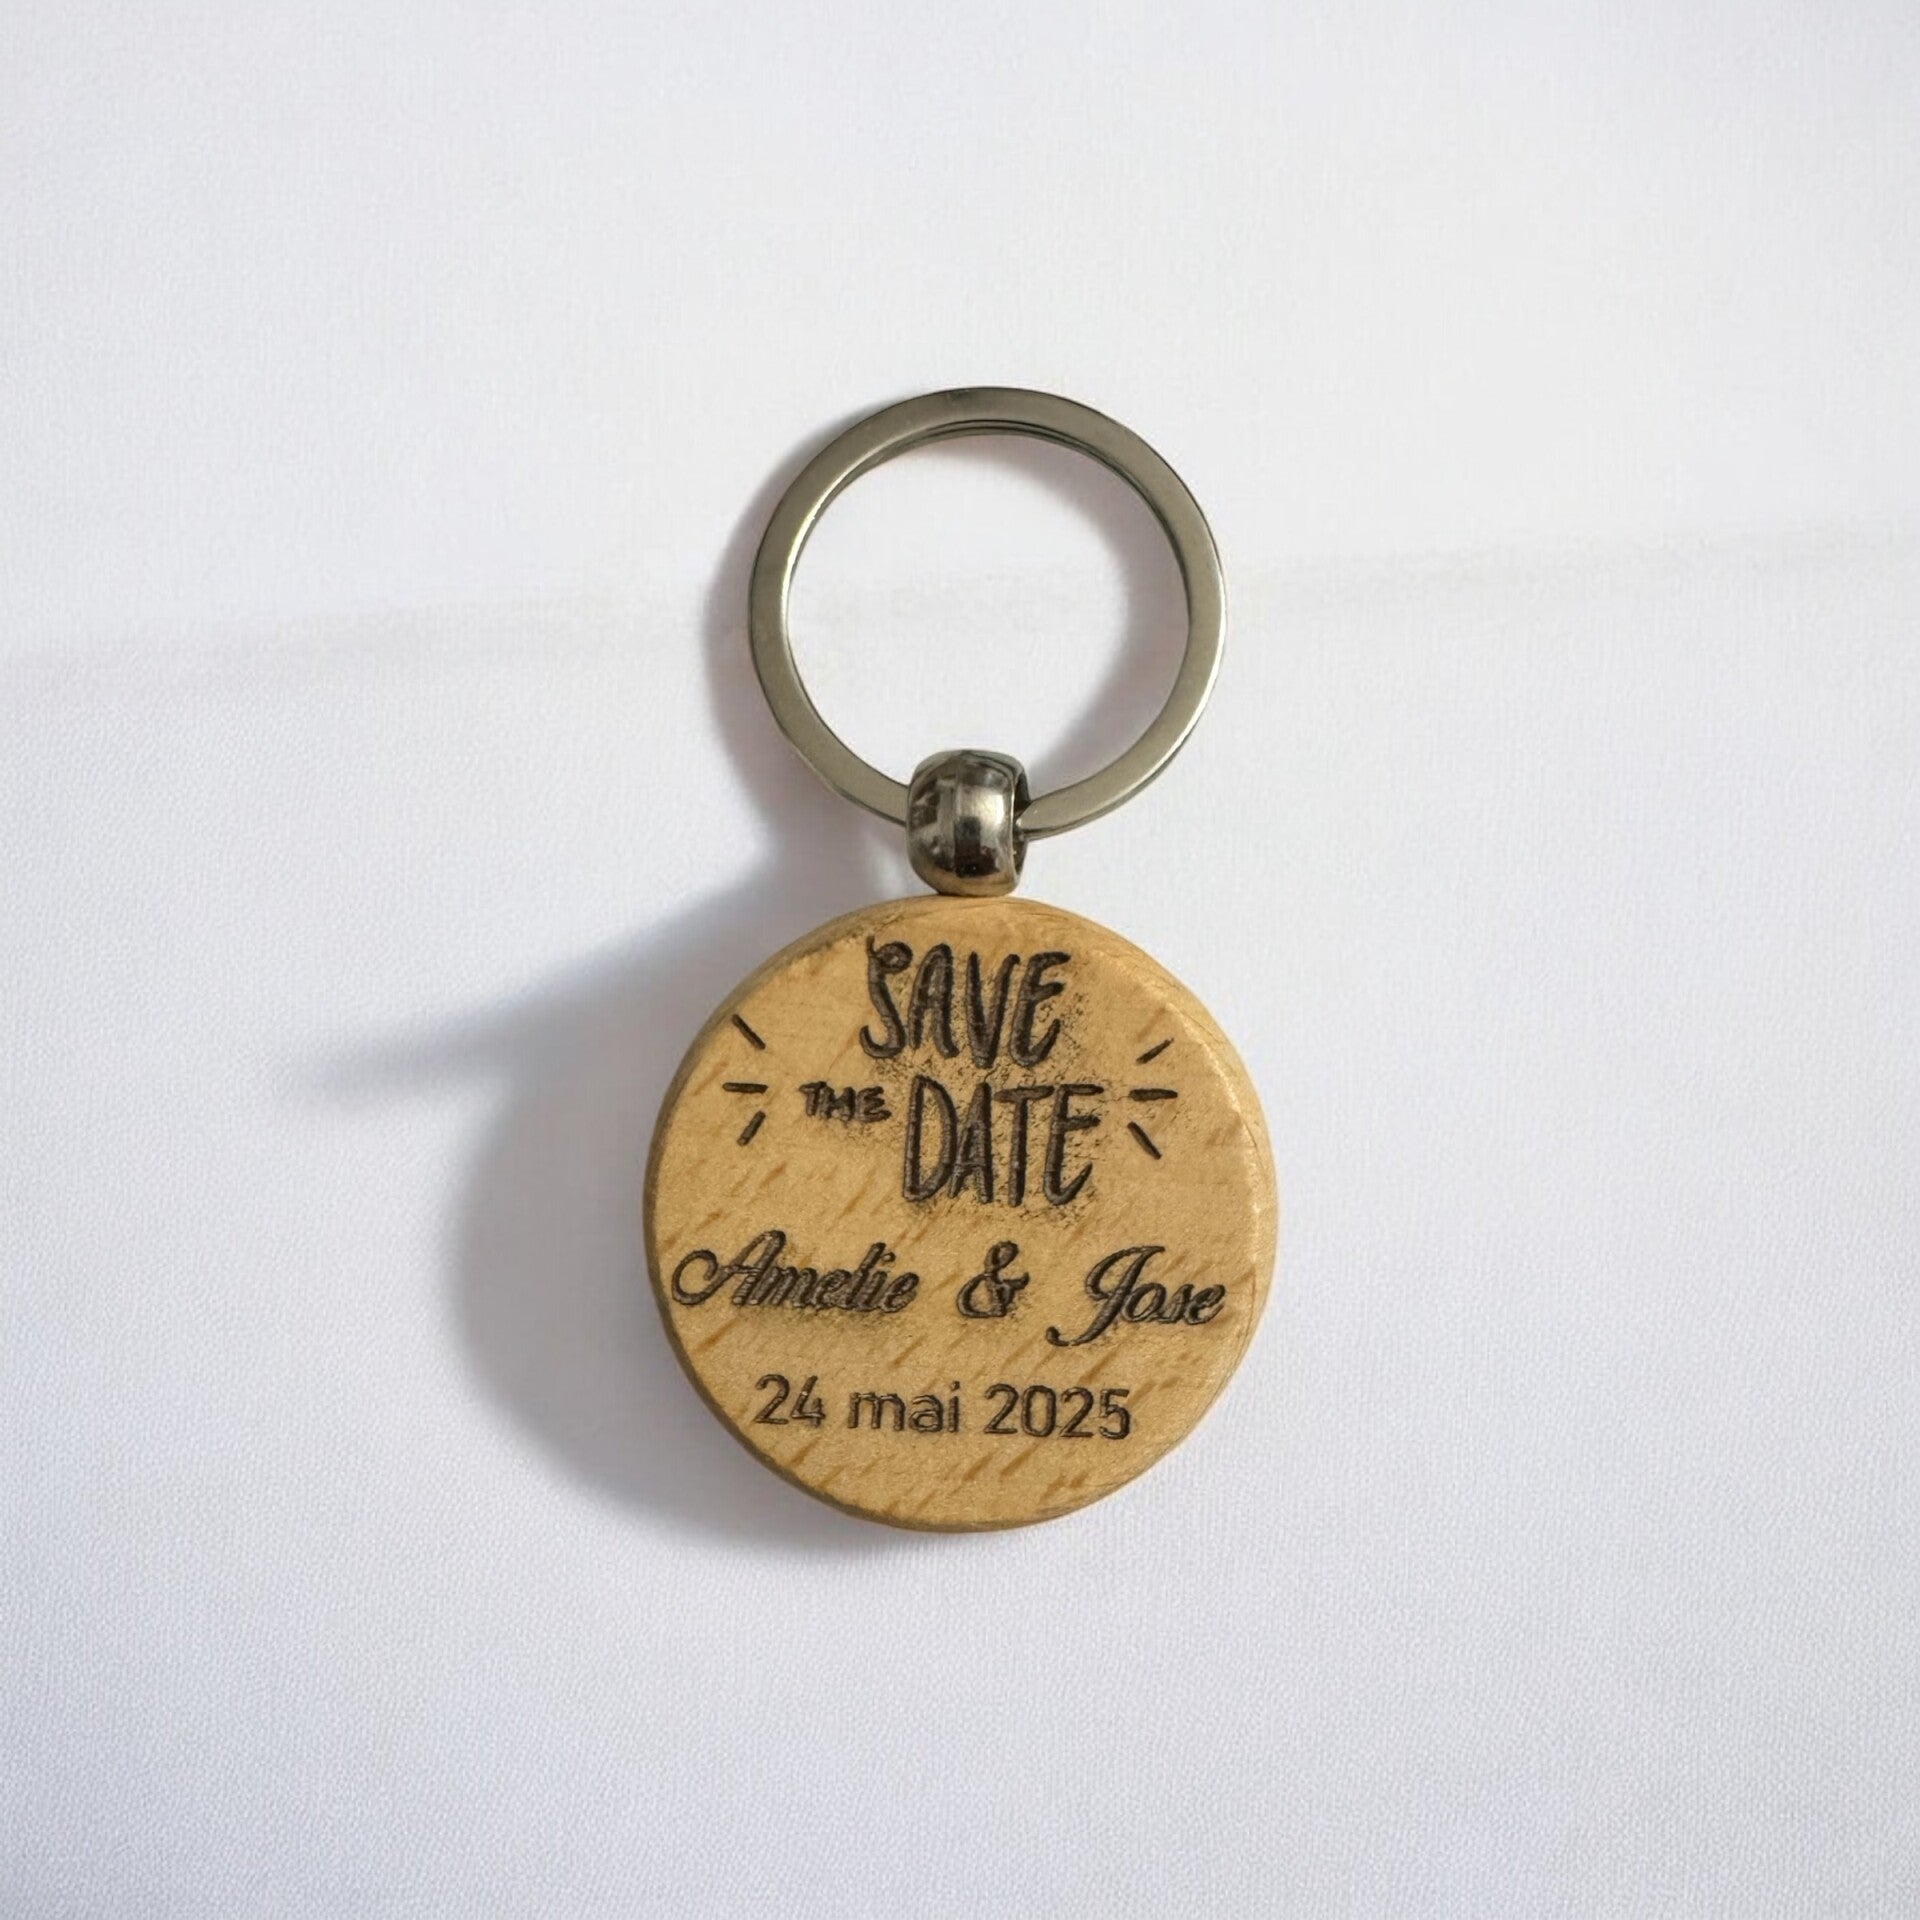 SAVE
THE DATE
Amelie & Jose
24 mai 2025